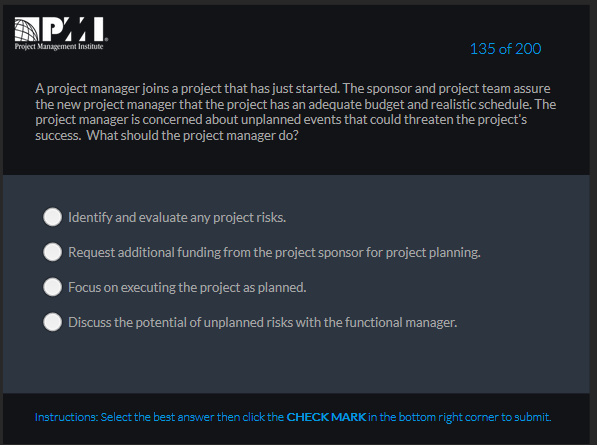 PMI
Project Management Institute
135 of 200
A project manager joins a project that has just started. The sponsor and project team assure
the new project manager that the project has an adequate budget and realistic schedule. The
project manager is concerned about unplanned events that could threaten the project's
success.  What should the project manager do?
Identify and evaluate any project risks.
Request additional funding from the project sponsor for project planning.
Focus on executing the project as planned.
Discuss the potential of unplanned risks with the functional manager.
Instructions: Select the best answer then click the CHECK MARK in the bottom right corner to submit.